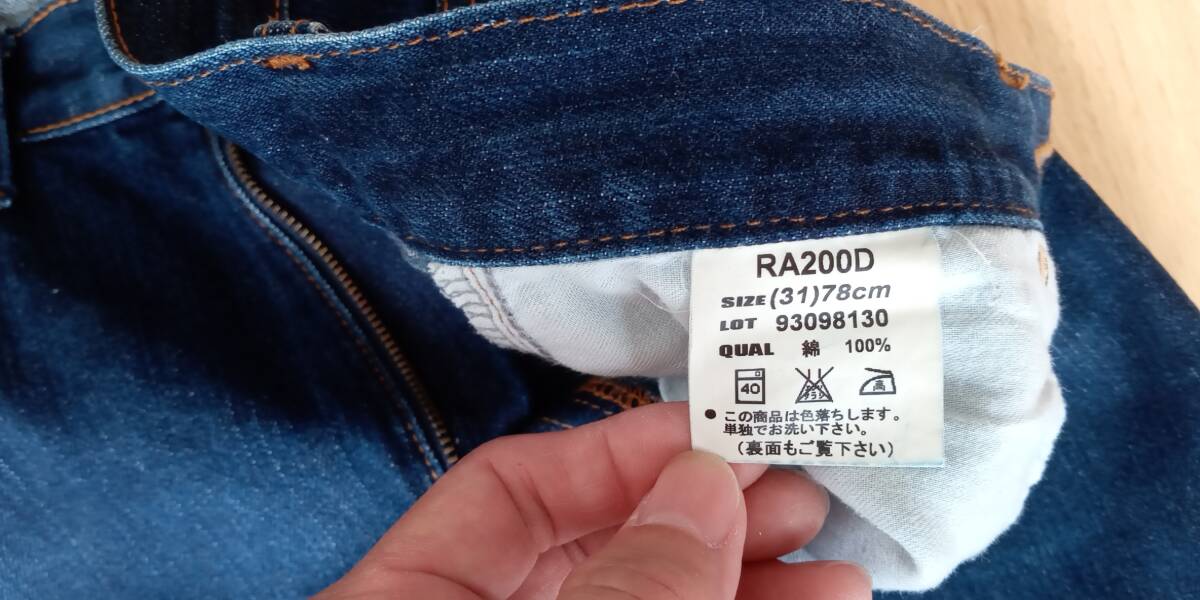 RA200D
SIZE (31)78cm
LOT 93098130
QUAL 綿 100%
40 高
● この商品は色落ちします。
単独でお洗い下さい。
(裏面もご覧下さい)